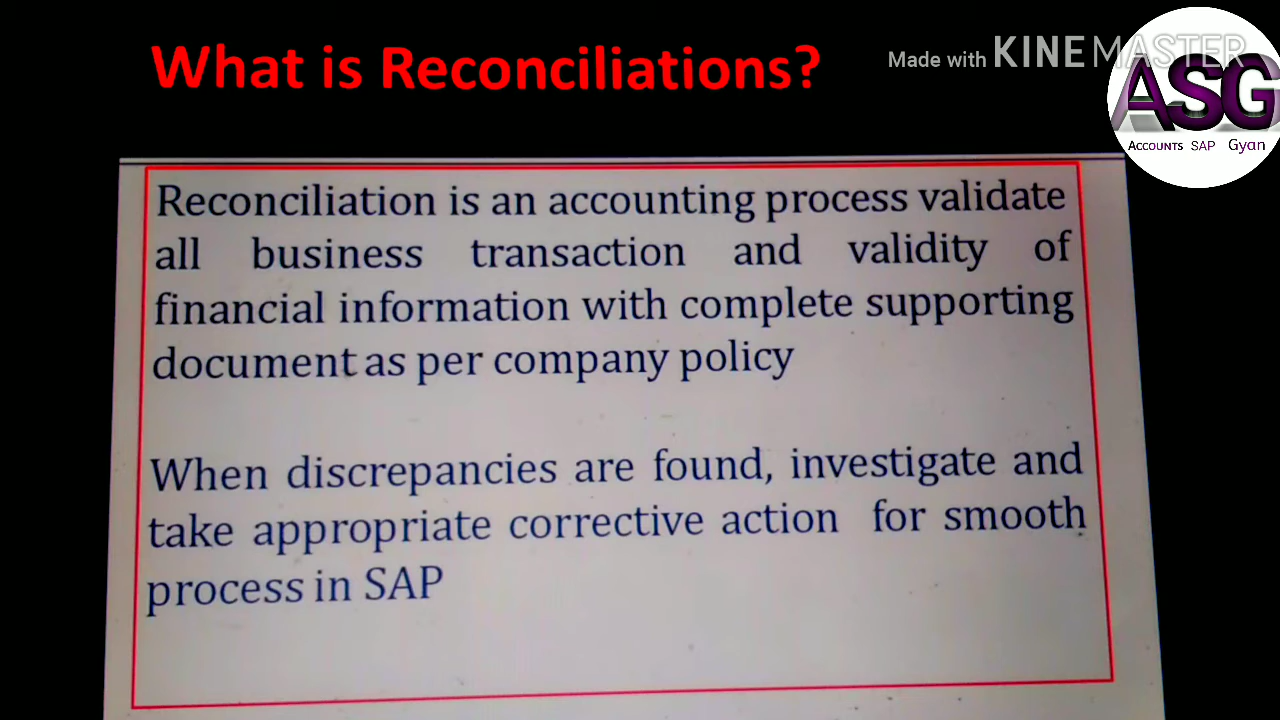 What is Reconciliations?
Made with KINEMASTER
ASG
Accounts SAP Gyan
Reconciliation is an accounting process validate
all business transaction and validity of
financial information with complete supporting
document as per company policy
When discrepancies are found, investigate and
take appropriate corrective action for smooth
process in SAP